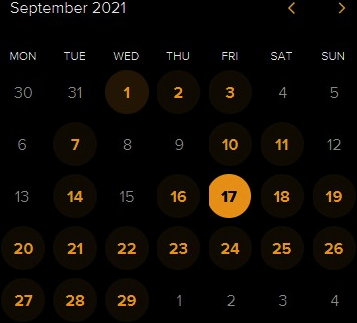 September 2021
MON TUE WED THU FRI SAT SUN
30 31 1 2 3 4 5
6 7 8 9 10 11 12
13 14 15 16 17 18 19
20 21 22 23 24 25 26
27 28 29 1 2 3 4